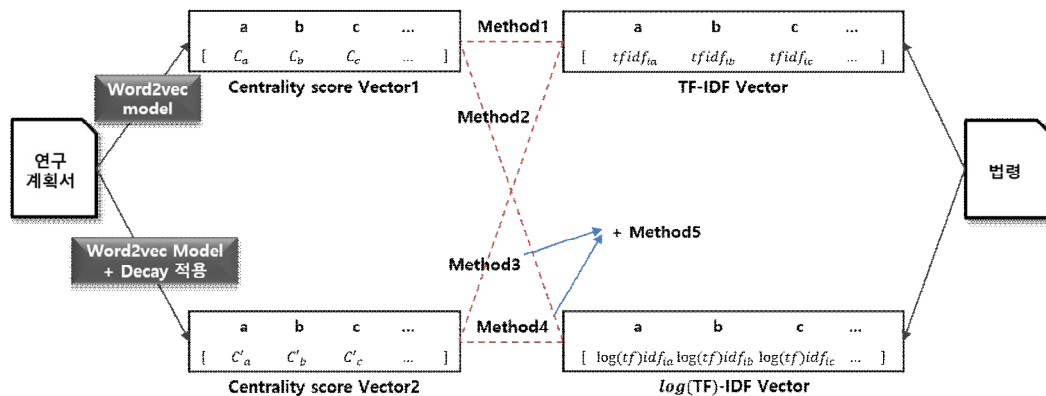 a b c ...
[ C_a C_b C_c ... ]
Centrality score Vector1
Method1
a b c ...
[ tfidf_ia tfidf_ib tfidf_ic ... ]
TF-IDF Vector
Word2vec
model
Method2
연구
계획서
법령
+ Method5
Word2vec Model
+ Decay 적용
Method3
a b c ...
[ C'_a C'_b C'_c ... ]
Centrality score Vector2
Method4
a b c ...
[ log(tf)idf_ia log(tf)idf_ib log(tf)idf_ic ... ]
log(TF)-IDF Vector